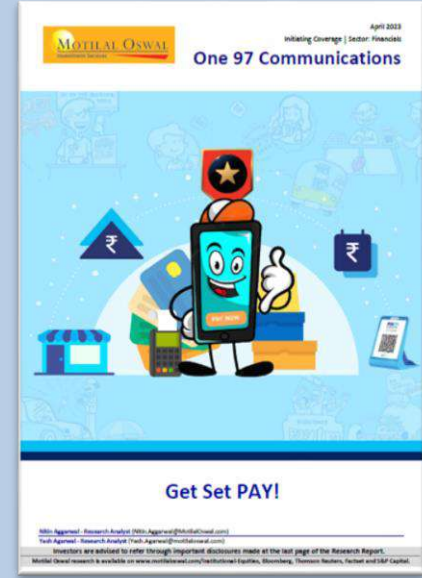 April 2023
MOTILAL OSWAL
Initiating Coverage | Sector: Financials
One 97 Communications
₹
₹
PAY NOW
Get Set PAY!
Nitin Aggarwal - Research Analyst (Nitin.Aggarwal@MotilalOswal.com)
Yash Agarwal - Research Analyst (Yash.Agarwal@motilaloswal.com)
Investors are advised to refer through important disclosures made at the last page of the Research Report.
Motilal Oswal research is available on www.motilaloswal.com/Institutional-Equities, Bloomberg, Thomson Reuters, Factset and S&P Capital.